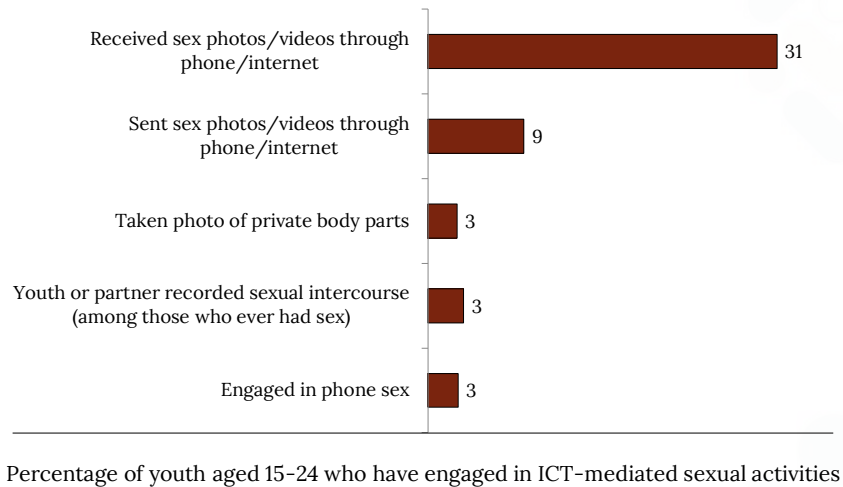 Received sex photos/videos through
phone/internet
31
Sent sex photos/videos through
phone/internet
9
Taken photo of private body parts
3
Youth or partner recorded sexual intercourse
(among those who ever had sex)
3
Engaged in phone sex
3
Percentage of youth aged 15-24 who have engaged in ICT-mediated sexual activities